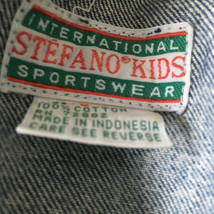 INTERNATIONAL
STEFANO® KIDS
SPORTSWEAR
100% COTTON
MADE IN INDONESIA
CARE SEE REVERSE